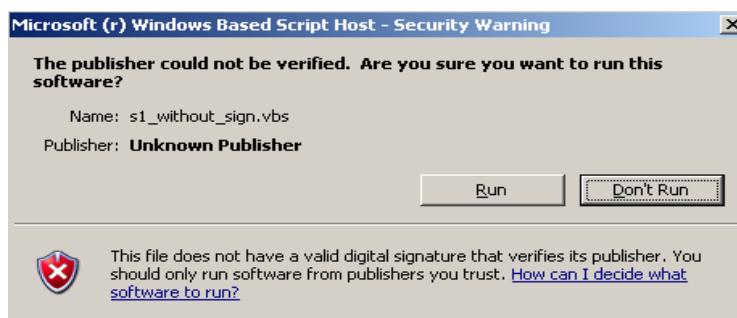 Microsoft (r) Windows Based Script Host - Security Warning
The publisher could not be verified. Are you sure you want to run this
software?
Name: s1_without_sign.vbs
Publisher: Unknown Publisher
Run Don't Run
This file does not have a valid digital signature that verifies its publisher. You
should only run software from publishers you trust. How can I decide what
software to run?